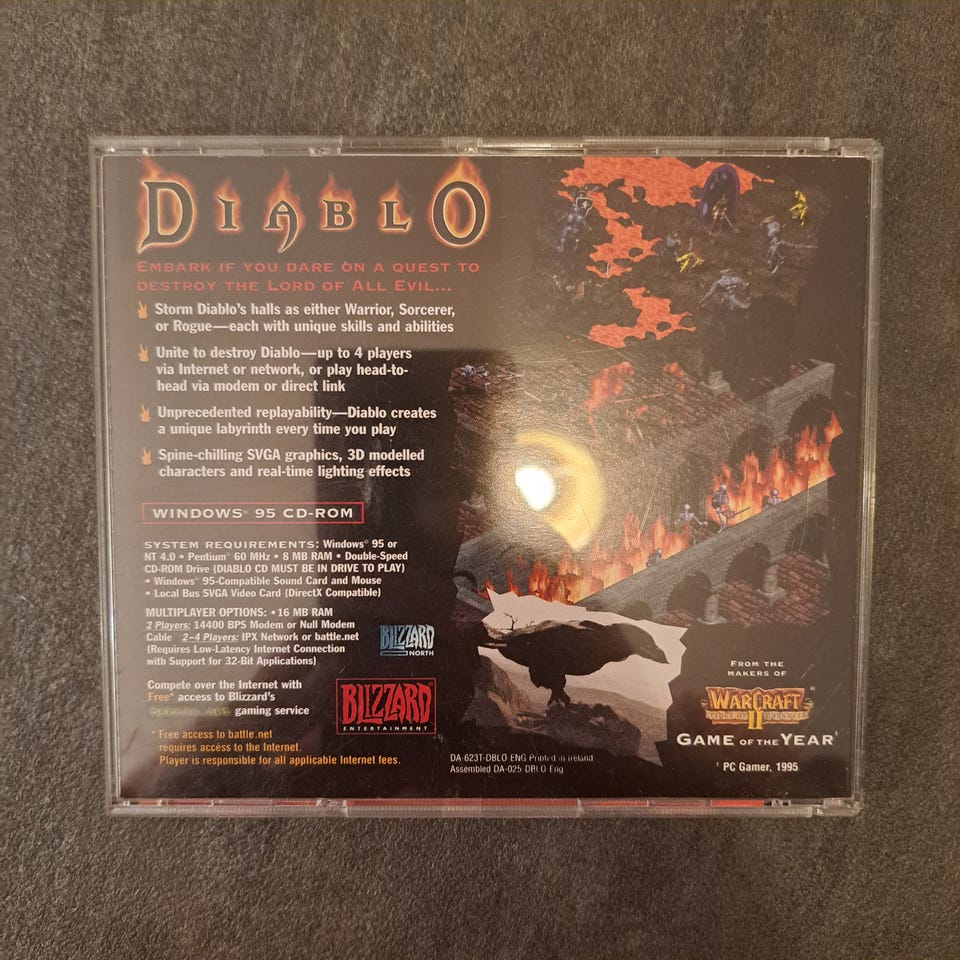 DIABLO
EMBARK IF YOU DARE ON A QUEST TO
DESTROY THE LORD OF ALL EVIL...
Storm Diablo's halls as either Warrior, Sorcerer,
or Rogue—each with unique skills and abilities
Unite to destroy Diablo—up to 4 players
via Internet or network, or play head-to-
head via modem or direct link
Unprecedented replayability—Diablo creates
a unique labyrinth every time you play
Spine-chilling SVGA graphics, 3D modelled
characters and real-time lighting effects
WINDOWS® 95 CD-ROM
SYSTEM REQUIREMENTS: Windows® 95 or
NT 4.0 • Pentium® 60 MHz • 8 MB RAM • Double-Speed
CD-ROM Drive (DIABLO CD MUST BE IN DRIVE TO PLAY)
• Windows® 95-Compatible Sound Card and Mouse
• Local Bus SVGA Video Card (DirectX Compatible)
MULTIPLAYER OPTIONS: • 16 MB RAM
2 Players: 14400 BPS Modem or Null Modem
Cable 2–4 Players: IPX Network or battle.net
(Requires Low-Latency Internet Connection
with Support for 32-Bit Applications)
BLIZZARD
NORTH
Compete over the Internet with
Free* access to Blizzard's
gaming service
BLIZZARD®
ENTERTAINMENT
* Free access to battle.net
requires access to the Internet.
Player is responsible for all applicable Internet fees.
DA-623T-DBLO ENG Printed in Ireland
Assembled DA-025 DBLO Eng
FROM THE
MAKERS OF
WARCRAFT
II
TIDES OF DARKNESS
GAME OF THE YEAR¹
¹ PC Gamer, 1995